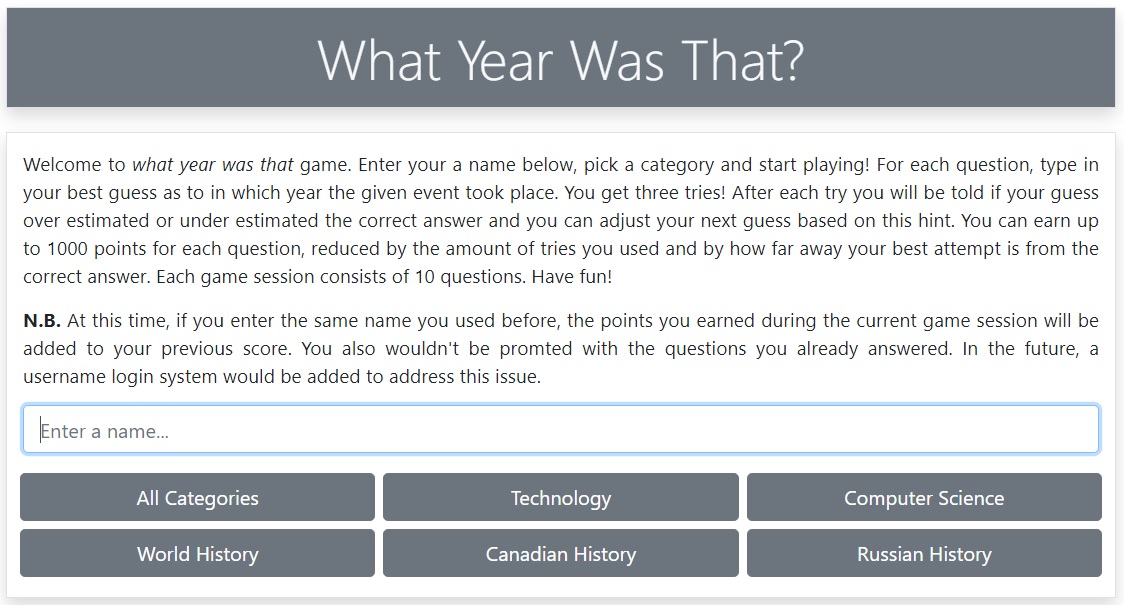 What Year Was That?
Welcome to what year was that game. Enter your a name below, pick a category and start playing! For each question, type in
your best guess as to in which year the given event took place. You get three tries! After each try you will be told if your guess
over estimated or under estimated the correct answer and you can adjust your next guess based on this hint. You can earn up
to 1000 points for each question, reduced by the amount of tries you used and by how far away your best attempt is from the
correct answer. Each game session consists of 10 questions. Have fun!
N.B. At this time, if you enter the same name you used before, the points you earned during the current game session will be
added to your previous score. You also wouldn't be promted with the questions you already answered. In the future, a
username login system would be added to address this issue.
Enter a name...
All Categories Technology Computer Science
World History Canadian History Russian History